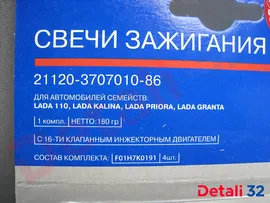 СВЕЧИ ЗАЖИГАНИЯ
21120-3707010-86
ДЛЯ АВТОМОБИЛЕЙ СЕМЕЙСТВ:
LADA 110, LADA KALINA, LADA PRIORA, LADA GRANTA
1 компл. НЕТТО: 180 гр
С 16-ТИ КЛАПАННЫМ ИНЖЕКТОРНЫМ ДВИГАТЕЛЕМ
СОСТАВ КОМПЛЕКТА: F01H7K0191 4шт.
Detali 32